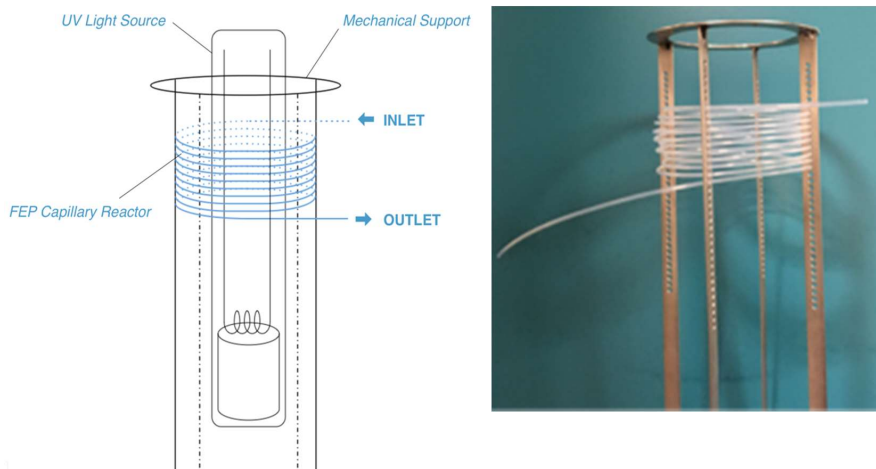 UV Light Source
Mechanical Support
INLET
FEP Capillary Reactor
OUTLET